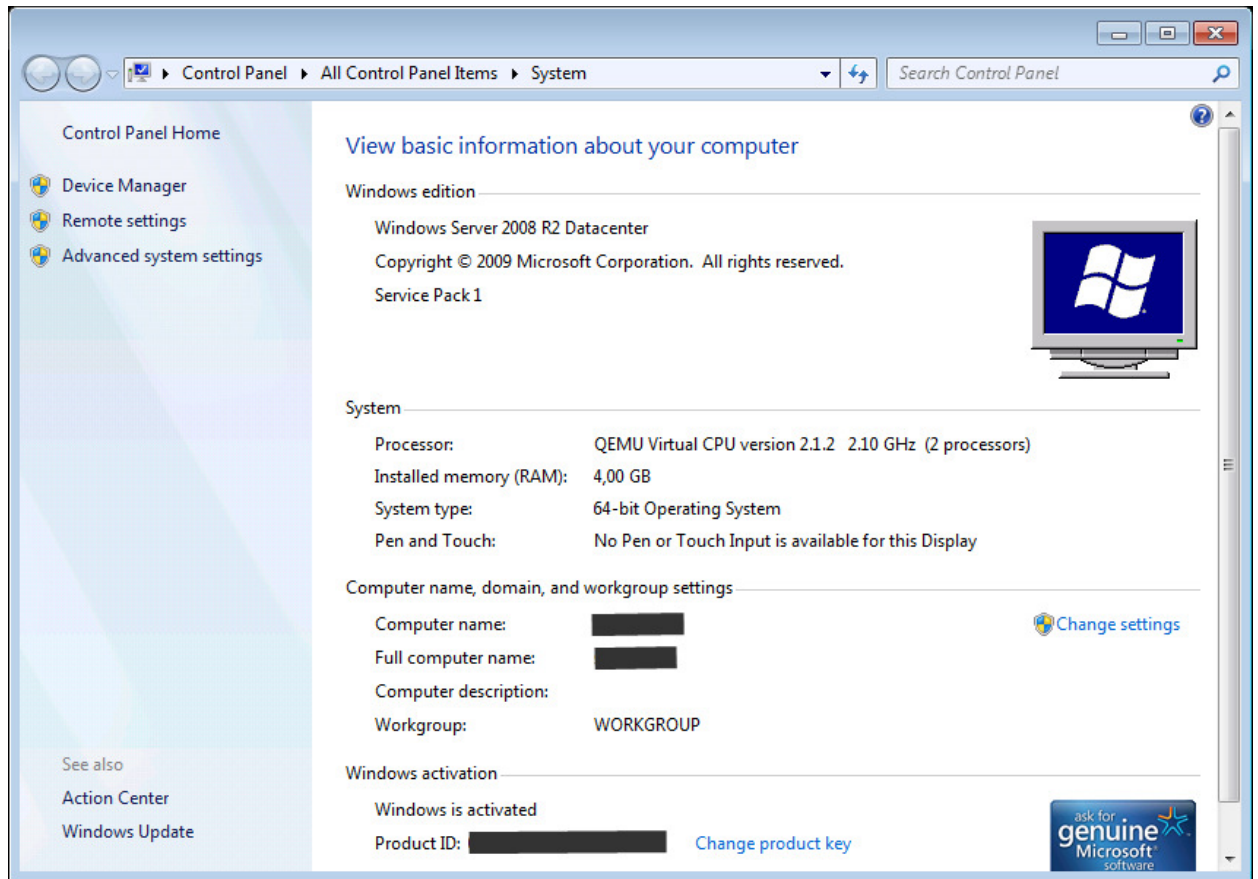 Control Panel ▸ All Control Panel Items ▸ System
Search Control Panel
Control Panel Home
Device Manager
Remote settings
Advanced system settings
See also
Action Center
Windows Update
View basic information about your computer
Windows edition
Windows Server 2008 R2 Datacenter
Copyright © 2009 Microsoft Corporation.  All rights reserved.
Service Pack 1
System
Processor: QEMU Virtual CPU version 2.1.2   2.10 GHz  (2 processors)
Installed memory (RAM): 4,00 GB
System type: 64-bit Operating System
Pen and Touch: No Pen or Touch Input is available for this Display
Computer name, domain, and workgroup settings
Computer name:
Change settings
Full computer name:
Computer description:
Workgroup: WORKGROUP
Windows activation
Windows is activated
Product ID: Change product key
ask for
genuine
Microsoft
software